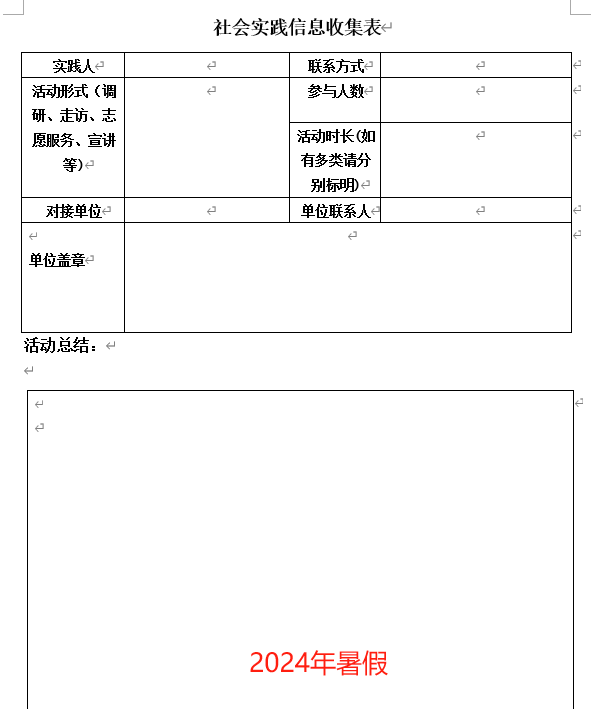 社会实践信息收集表
实践人
联系方式
活动形式（调
研、走访、志
愿服务、宣讲
等)
参与人数
活动时长(如
有多类请分
别标明)
对接单位
单位联系人
单位盖章
活动总结：
2024年暑假